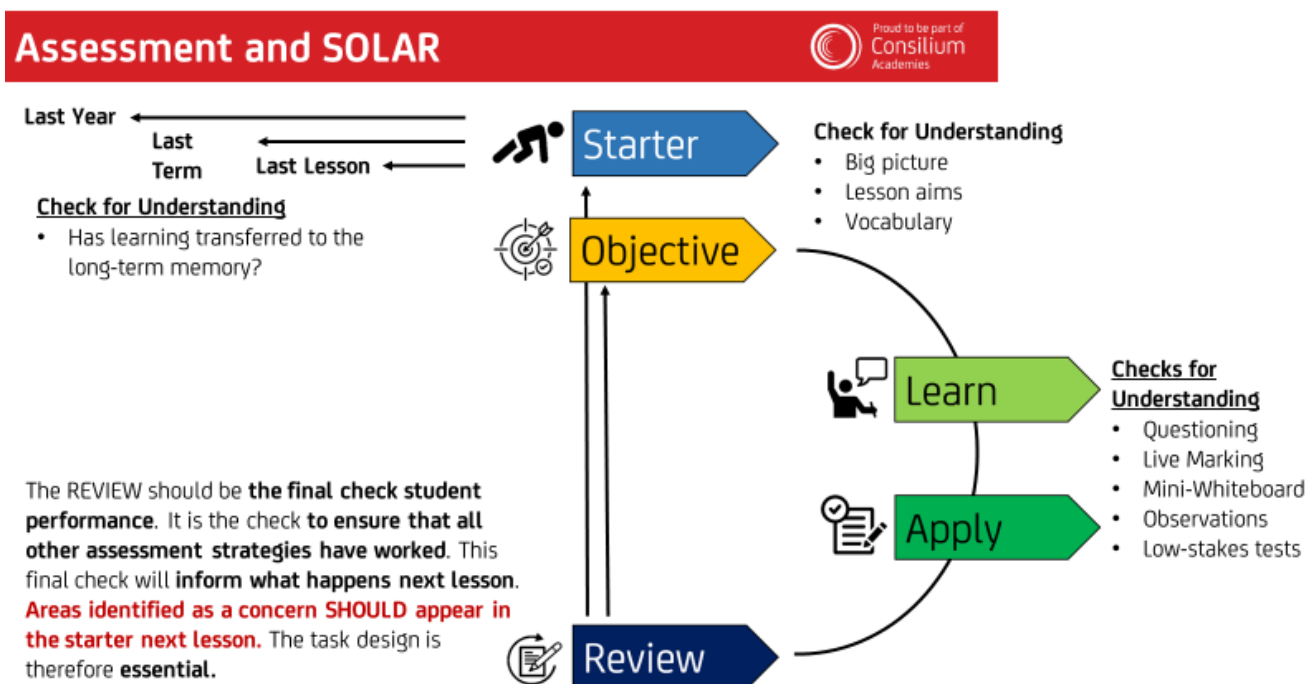 Assessment and SOLAR
Proud to be part of
Consilium
Academies
Last Year
Last
Term
Last Lesson
Check for Understanding
• Has learning transferred to the
long-term memory?
Starter
Check for Understanding
• Big picture
• Lesson aims
• Vocabulary
Objective
Learn
Checks for
Understanding
• Questioning
• Live Marking
• Mini-Whiteboard
• Observations
• Low-stakes tests
Apply
The REVIEW should be the final check student
performance. It is the check to ensure that all
other assessment strategies have worked. This
final check will inform what happens next lesson.
Areas identified as a concern SHOULD appear in
the starter next lesson. The task design is
therefore essential.
Review